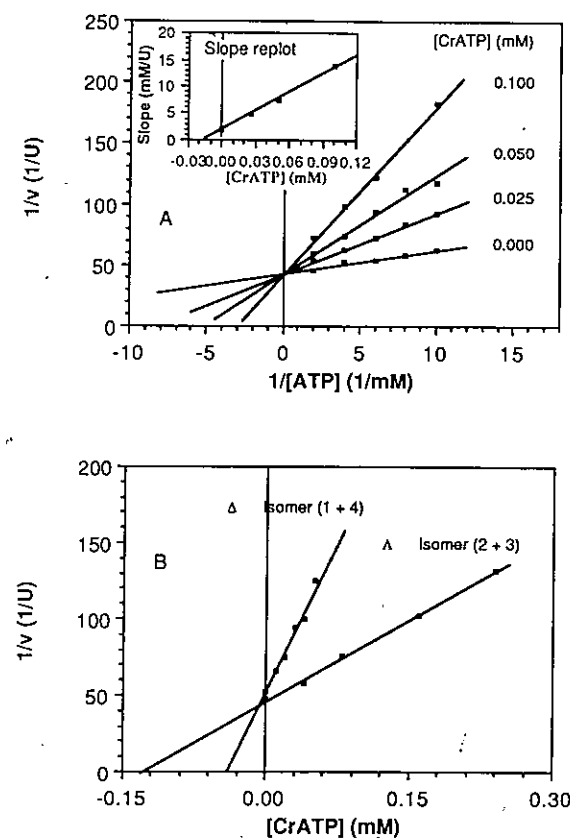 250
200
150
100
50
0
1/v (1/U)
A
-10 -5 0 5 10 15
1/[ATP] (1/mM)
20
15
10
5
0
Slope (mM/U)
Slope replot
-0.03 0.00 0.03 0.06 0.09 0.12
[CrATP] (mM)
[CrATP] (mM)
0.100
0.050
0.025
0.000
200
150
100
50
0
1/v (1/U)
B
Δ Isomer (1 + 4)
Λ Isomer (2 + 3)
-0.15 0.00 0.15 0.30
[CrATP] (mM)